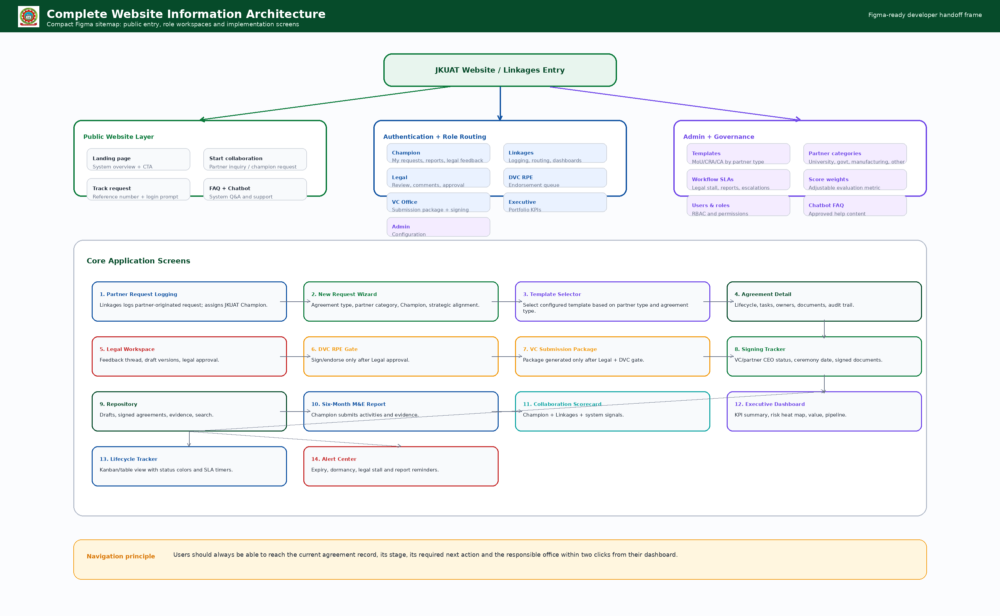 Complete Website Information Architecture
Compact Figma sitemap: public entry, role workspaces and implementation screens
Figma-ready developer handoff frame
JKUAT Website / Linkages Entry
Public Website Layer
Landing page
System overview + CTA
Start collaboration
Partner inquiry / champion request
Track request
Reference number + login prompt
FAQ + Chatbot
System Q&A and support
Authentication + Role Routing
Champion
My requests, reports, legal feedback
Linkages
Logging, routing, dashboards
Legal
Review, comments, approval
DVC RPE
Endorsement queue
VC Office
Submission package + signing
Executive
Portfolio KPIs
Admin
Configuration
Admin + Governance
Templates
MoU/CRA/CA by partner type
Partner categories
University, govt, manufacturing, other
Workflow SLAs
Legal stall, reports, escalations
Score weights
Adjustable evaluation metric
Users & roles
RBAC and permissions
Chatbot FAQ
Approved help content
Core Application Screens
1. Partner Request Logging
Linkages logs partner-originated request; assigns JKUAT Champion.
2. New Request Wizard
Agreement type, partner category, Champion, strategic alignment.
3. Template Selector
Select configured template based on partner type and agreement
type.
4. Agreement Detail
Lifecycle, tasks, owners, documents, audit trail.
5. Legal Workspace
Feedback thread, draft versions, legal approval.
6. DVC RPE Gate
Sign/endorse only after Legal approval.
7. VC Submission Package
Package generated only after Legal + DVC gate.
8. Signing Tracker
VC/partner CEO status, ceremony date, signed documents.
9. Repository
Drafts, signed agreements, evidence, search.
10. Six-Month M&E Report
Champion submits activities and evidence.
11. Collaboration Scorecard
Champion + Linkages + system signals.
12. Executive Dashboard
KPI summary, risk heat map, value, pipeline.
13. Lifecycle Tracker
Kanban/table view with status colors and SLA timers.
14. Alert Center
Expiry, dormancy, legal stall and report reminders.
Navigation principle
Users should always be able to reach the current agreement record, its stage, its required next action and the responsible office within two clicks from their dashboard.